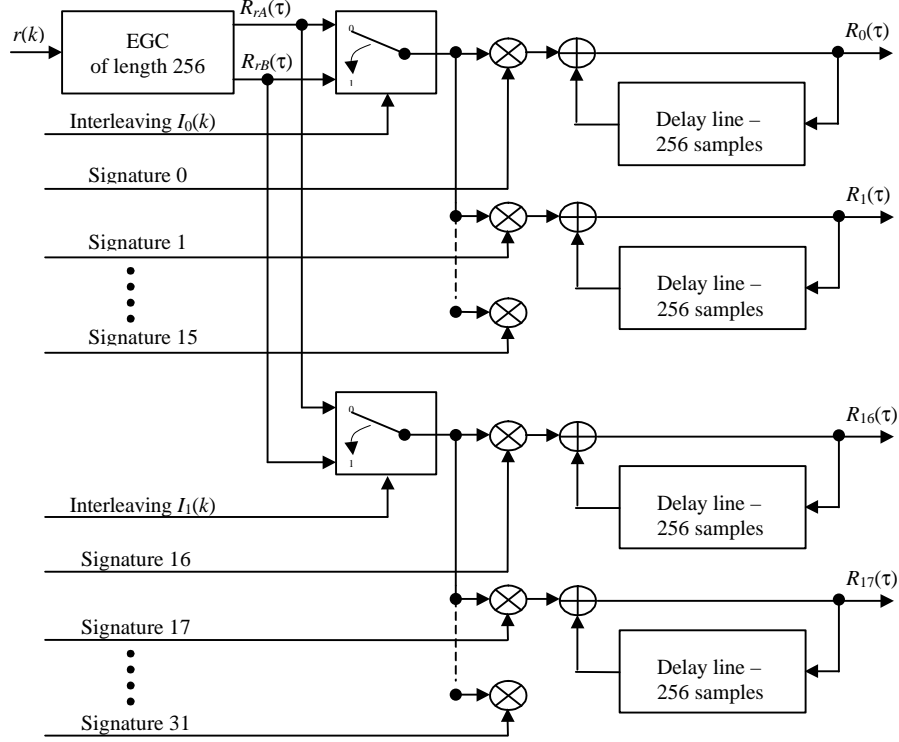 R_rA(τ)
r(k)
EGC
of length 256
R_rB(τ)
0
1
R_0(τ)
Delay line –
256 samples
Interleaving I_0(k)
Signature 0
R_1(τ)
Signature 1
Delay line –
256 samples
Signature 15
0
1
R_16(τ)
Delay line –
256 samples
Interleaving I_1(k)
Signature 16
R_17(τ)
Signature 17
Delay line –
256 samples
Signature 31